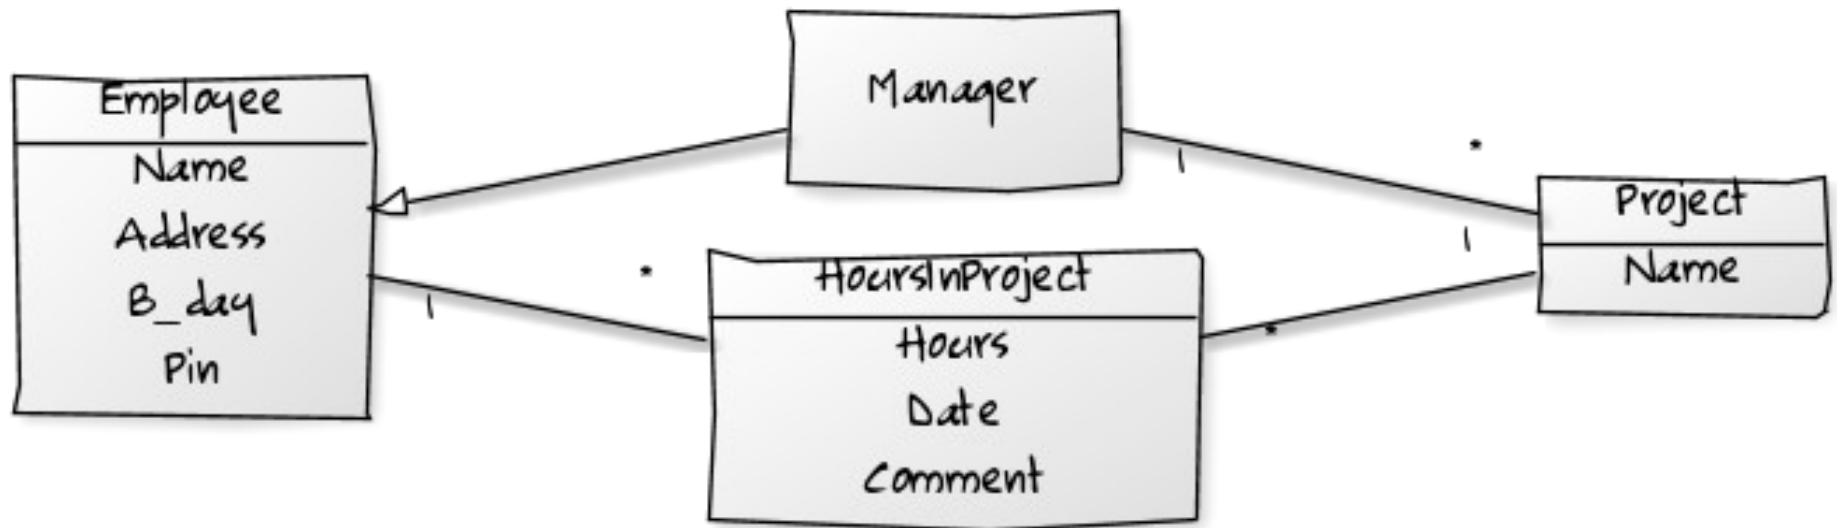 Employee
Name
Address
B_day
Pin
Manager
1
*
Project
Name
1
*
HoursInProject
Hours
Date
Comment
1
*